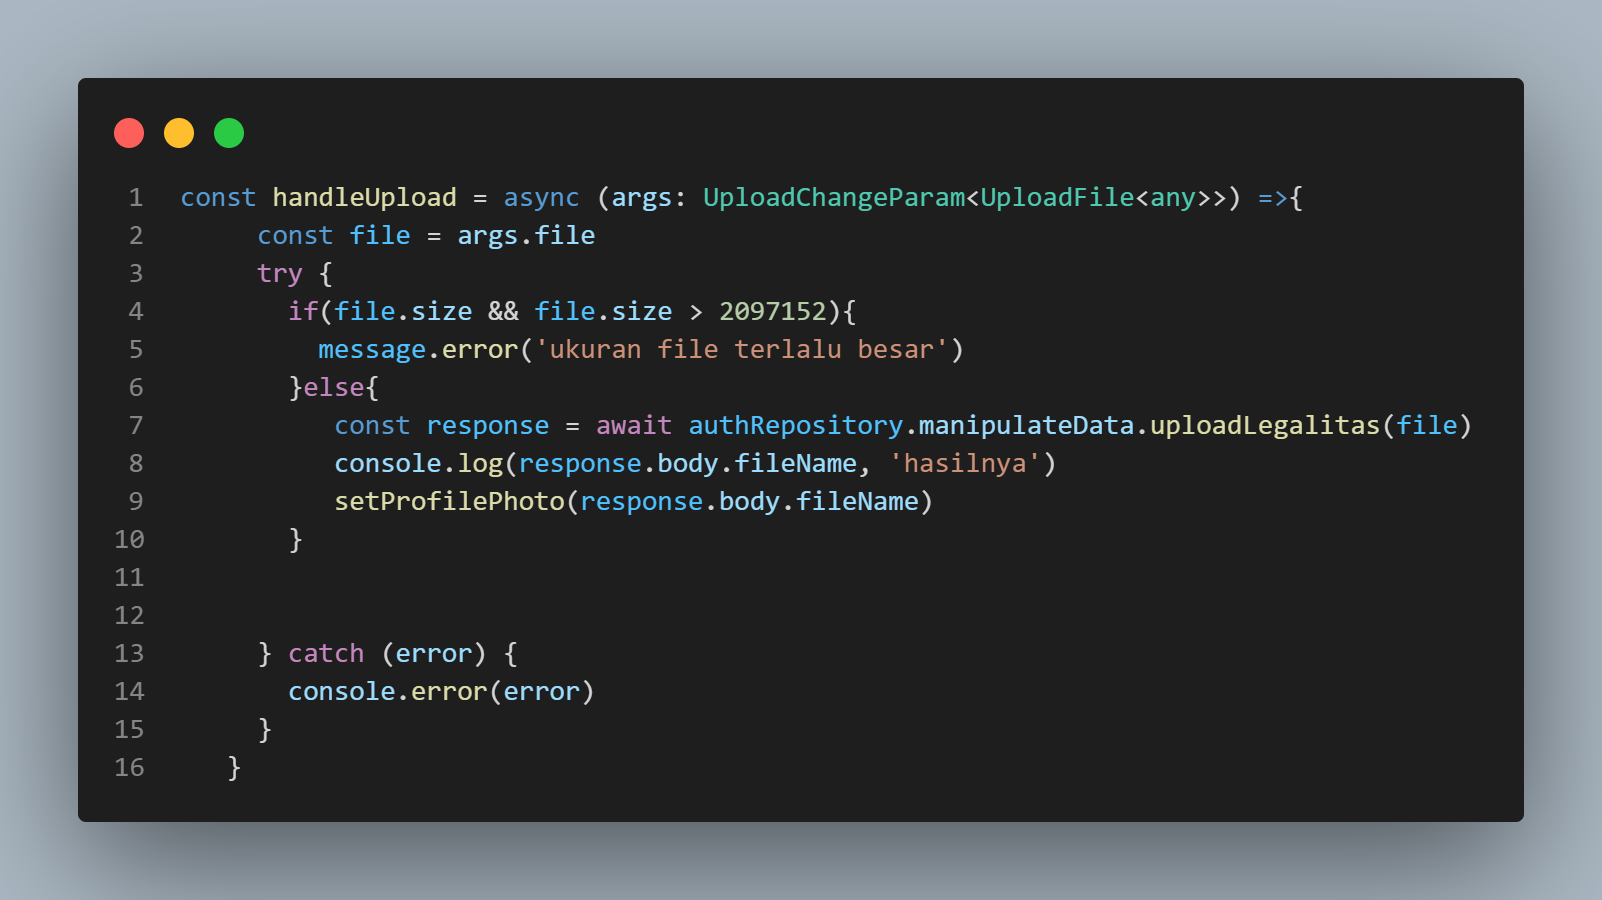 1 const handleUpload = async (args: UploadChangeParam<UploadFile<any>>) =>{
2 const file = args.file
3 try {
4 if(file.size && file.size > 2097152){
5 message.error('ukuran file terlalu besar')
6 }else{
7 const response = await authRepository.manipulateData.uploadLegalitas(file)
8 console.log(response.body.fileName, 'hasilnya')
9 setProfilePhoto(response.body.fileName)
10 }
11
12
13 } catch (error) {
14 console.error(error)
15 }
16 }